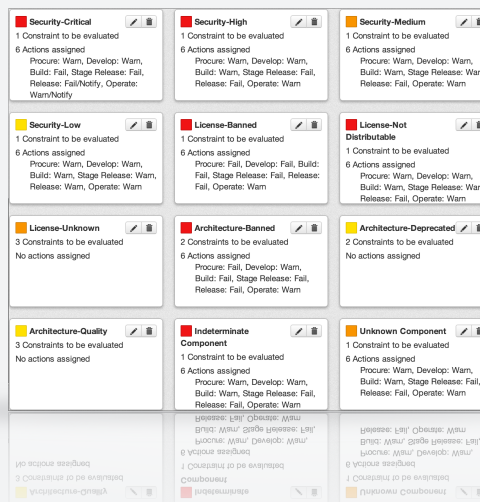 Security-Critical
1 Constraint to be evaluated
6 Actions assigned
Procure: Warn, Develop: Warn,
Build: Fail, Stage Release: Fail,
Release: Fail/Notify, Operate:
Warn/Notify
Security-High
1 Constraint to be evaluated
6 Actions assigned
Procure: Warn, Develop: Warn,
Build: Warn, Stage Release: Fail,
Release: Fail, Operate: Warn
Security-Medium
1 Constraint to be evaluated
6 Actions assigned
Procure: Warn, Develop: Warn,
Build: Warn, Stage Release: War
Release: Fail, Operate: Warn
Security-Low
1 Constraint to be evaluated
6 Actions assigned
Procure: Warn, Develop: Warn,
Build: Warn, Stage Release: Warn,
Release: Warn, Operate: Warn
License-Banned
1 Constraint to be evaluated
6 Actions assigned
Procure: Fail, Develop: Fail, Build:
Fail, Stage Release: Fail, Release:
Fail, Operate: Warn
License-Not
Distributable
1 Constraint to be evaluated
6 Actions assigned
Procure: Warn, Develop: Warn,
Build: Warn, Stage Release: War
Release: Fail, Operate: Warn
License-Unknown
3 Constraints to be evaluated
No actions assigned
Architecture-Banned
2 Constraints to be evaluated
6 Actions assigned
Procure: Fail, Develop: Warn,
Build: Fail, Stage Release: Fail,
Release: Fail, Operate: Warn
Architecture-Deprecated
2 Constraints to be evaluated
No actions assigned
Architecture-Quality
3 Constraints to be evaluated
No actions assigned
Indeterminate
Component
1 Constraint to be evaluated
6 Actions assigned
Procure: Warn, Develop: Warn,
Build: Warn, Stage Release: Fail,
Release: Fail, Operate: Warn
Unknown Component
1 Constraint to be evaluated
6 Actions assigned
Procure: Warn, Develop: Warn,
Build: Warn, Stage Release: Fail,
Release: Fail, Operate: Warn